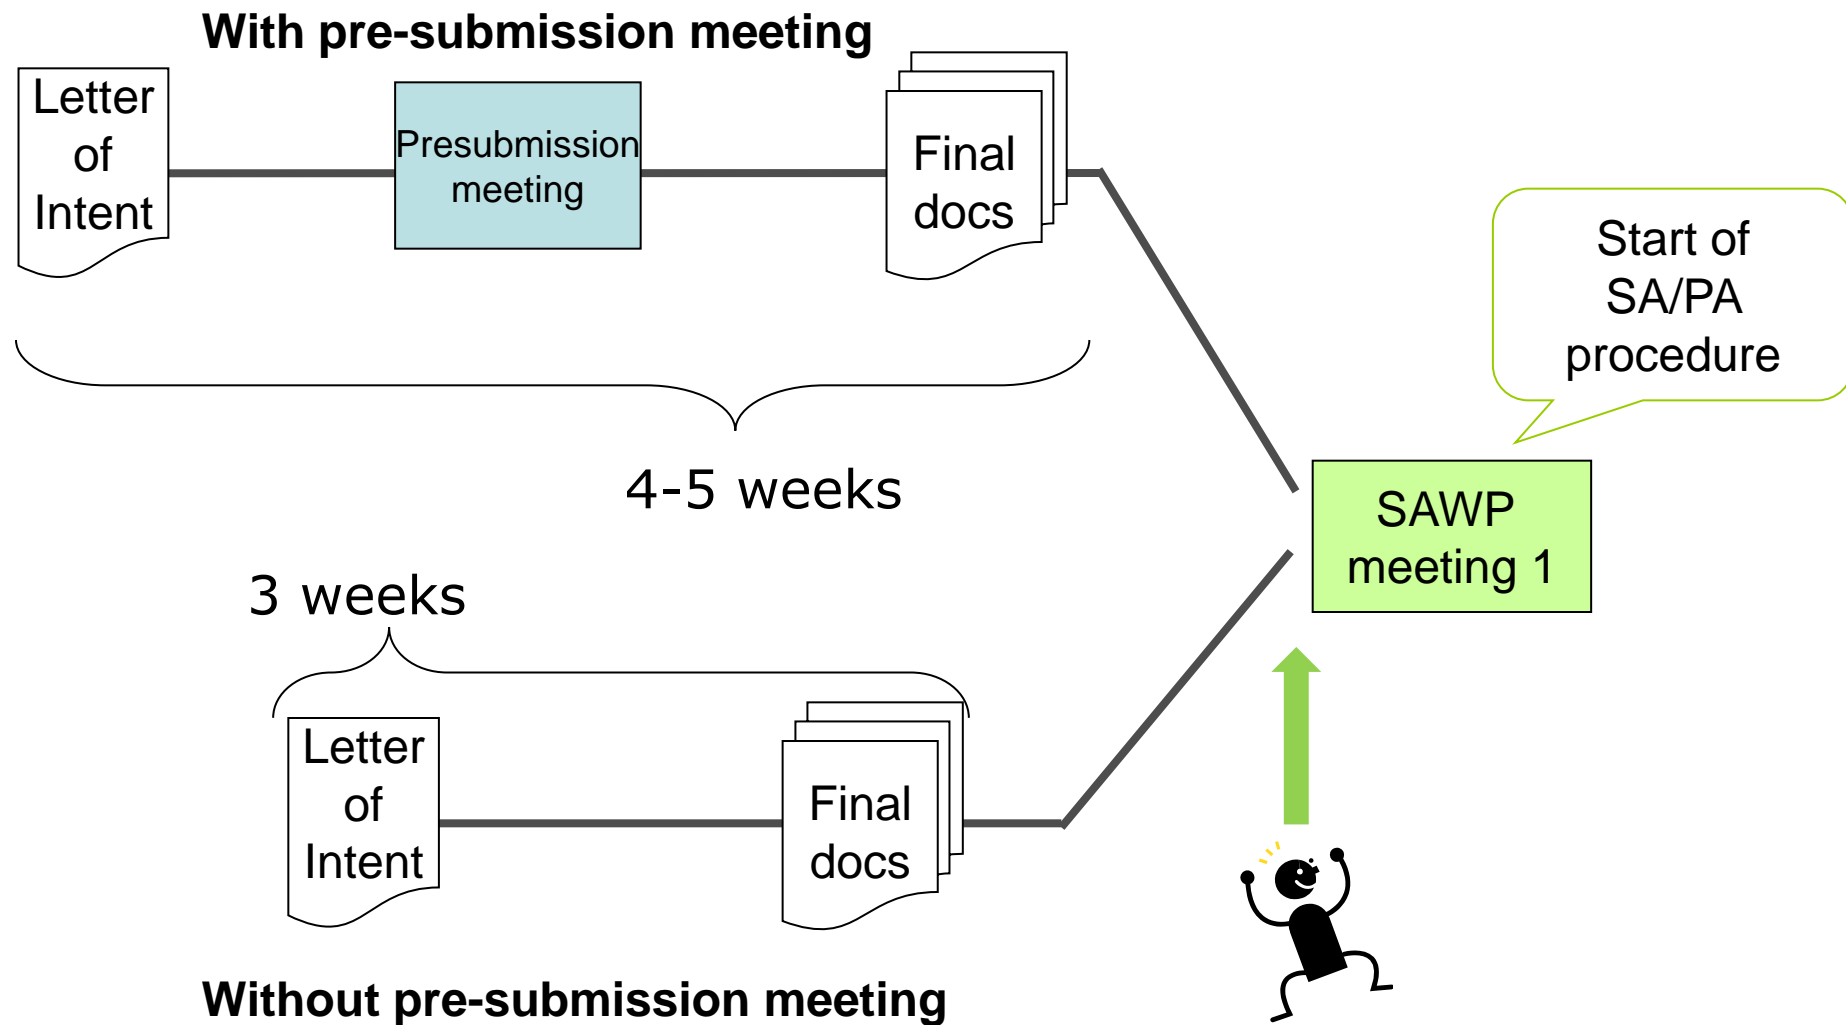 With pre-submission meeting
Letter
of
Intent
Presubmission
meeting
Final
docs
Start of
SA/PA
procedure
4-5 weeks
SAWP
meeting 1
3 weeks
Letter
of
Intent
Final
docs
Without pre-submission meeting